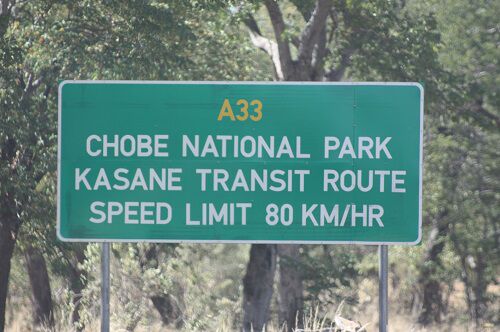 A33
CHOBE NATIONAL PARK
KASANE TRANSIT ROUTE
SPEED LIMIT 80 KM/HR